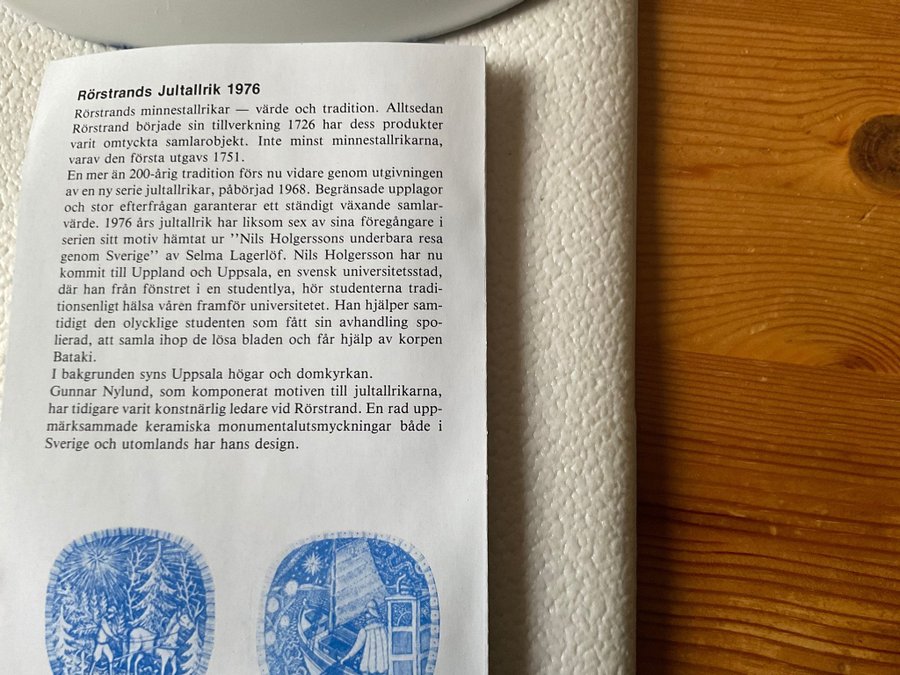 Rörstrands Jultallrik 1976
Rörstrands minnestallrikar — värde och tradition. Alltsedan
Rörstrand började sin tillverkning 1726 har dess produkter
varit omtyckta samlarobjekt. Inte minst minnestallrikarna,
varav den första utgavs 1751.
En mer än 200-årig tradition förs nu vidare genom utgivningen
av en ny serie jultallrikar, påbörjad 1968. Begränsade upplagor
och stor efterfrågan garanterar ett ständigt växande samlar-
värde. 1976 års jultallrik har liksom sex av sina föregångare i
serien sitt motiv hämtat ur ''Nils Holgerssons underbara resa
genom Sverige'' av Selma Lagerlöf. Nils Holgersson har nu
kommit till Uppland och Uppsala, en svensk universitetsstad,
där han från fönstret i en studentlya, hör studenterna tradi-
tionsenligt hälsa våren framför universitetet. Han hjälper sam-
tidigt den olycklige studenten som fått sin avhandling spo-
lierad, att samla ihop de lösa bladen och får hjälp av korpen
Bataki.
I bakgrunden syns Uppsala högar och domkyrkan.
Gunnar Nylund, som komponerat motiven till jultallrikarna,
har tidigare varit konstnärlig ledare vid Rörstrand. En rad upp-
märksammade keramiska monumentalutsmyckningar både i
Sverige och utomlands har hans design.